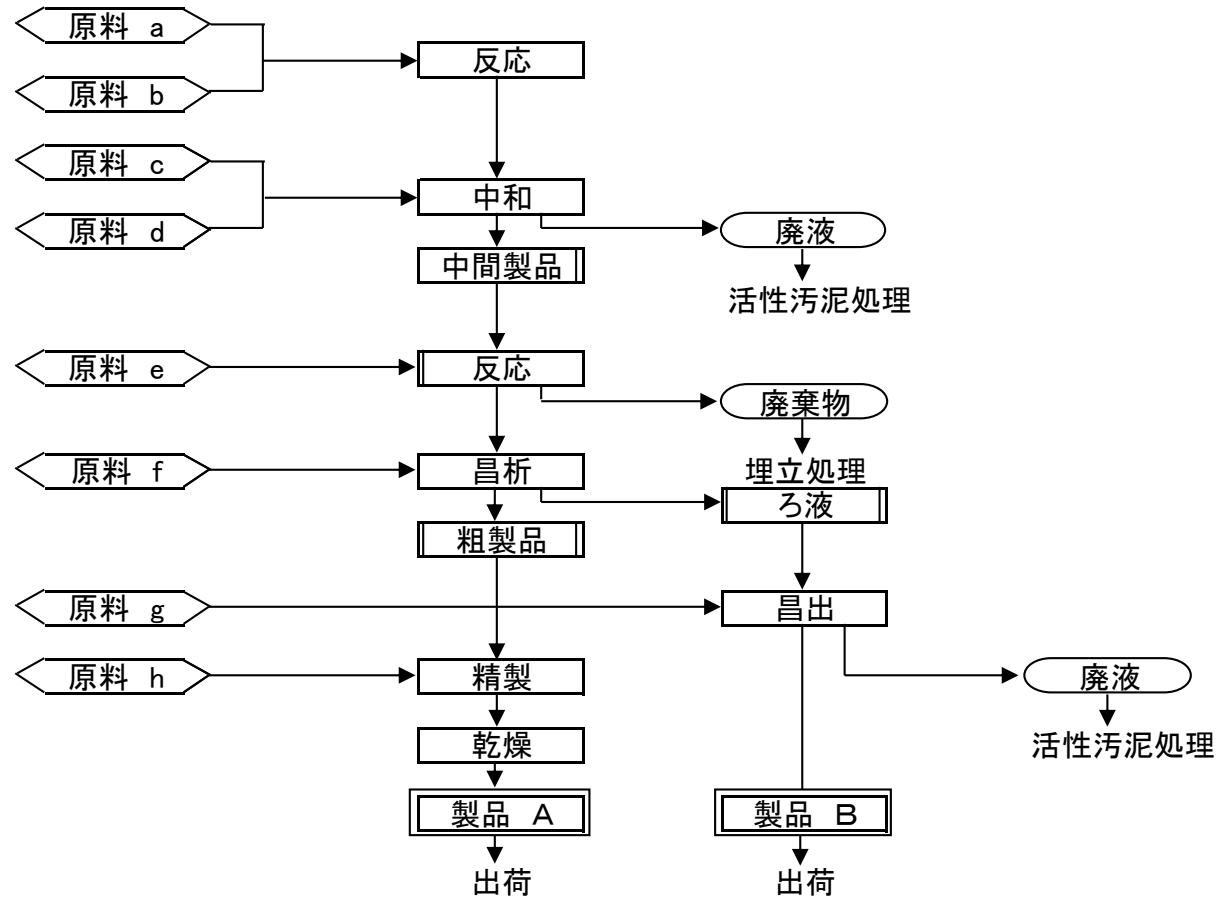 原料 a
反応
原料 b
原料 c
中和
原料 d
廃液
中間製品
活性汚泥処理
原料 e
反応
廃棄物
原料 f
昌析
埋立処理
ろ液
粗製品
原料 g
昌出
原料 h
精製
廃液
乾燥
活性汚泥処理
製品 A
製品 B
出荷
出荷